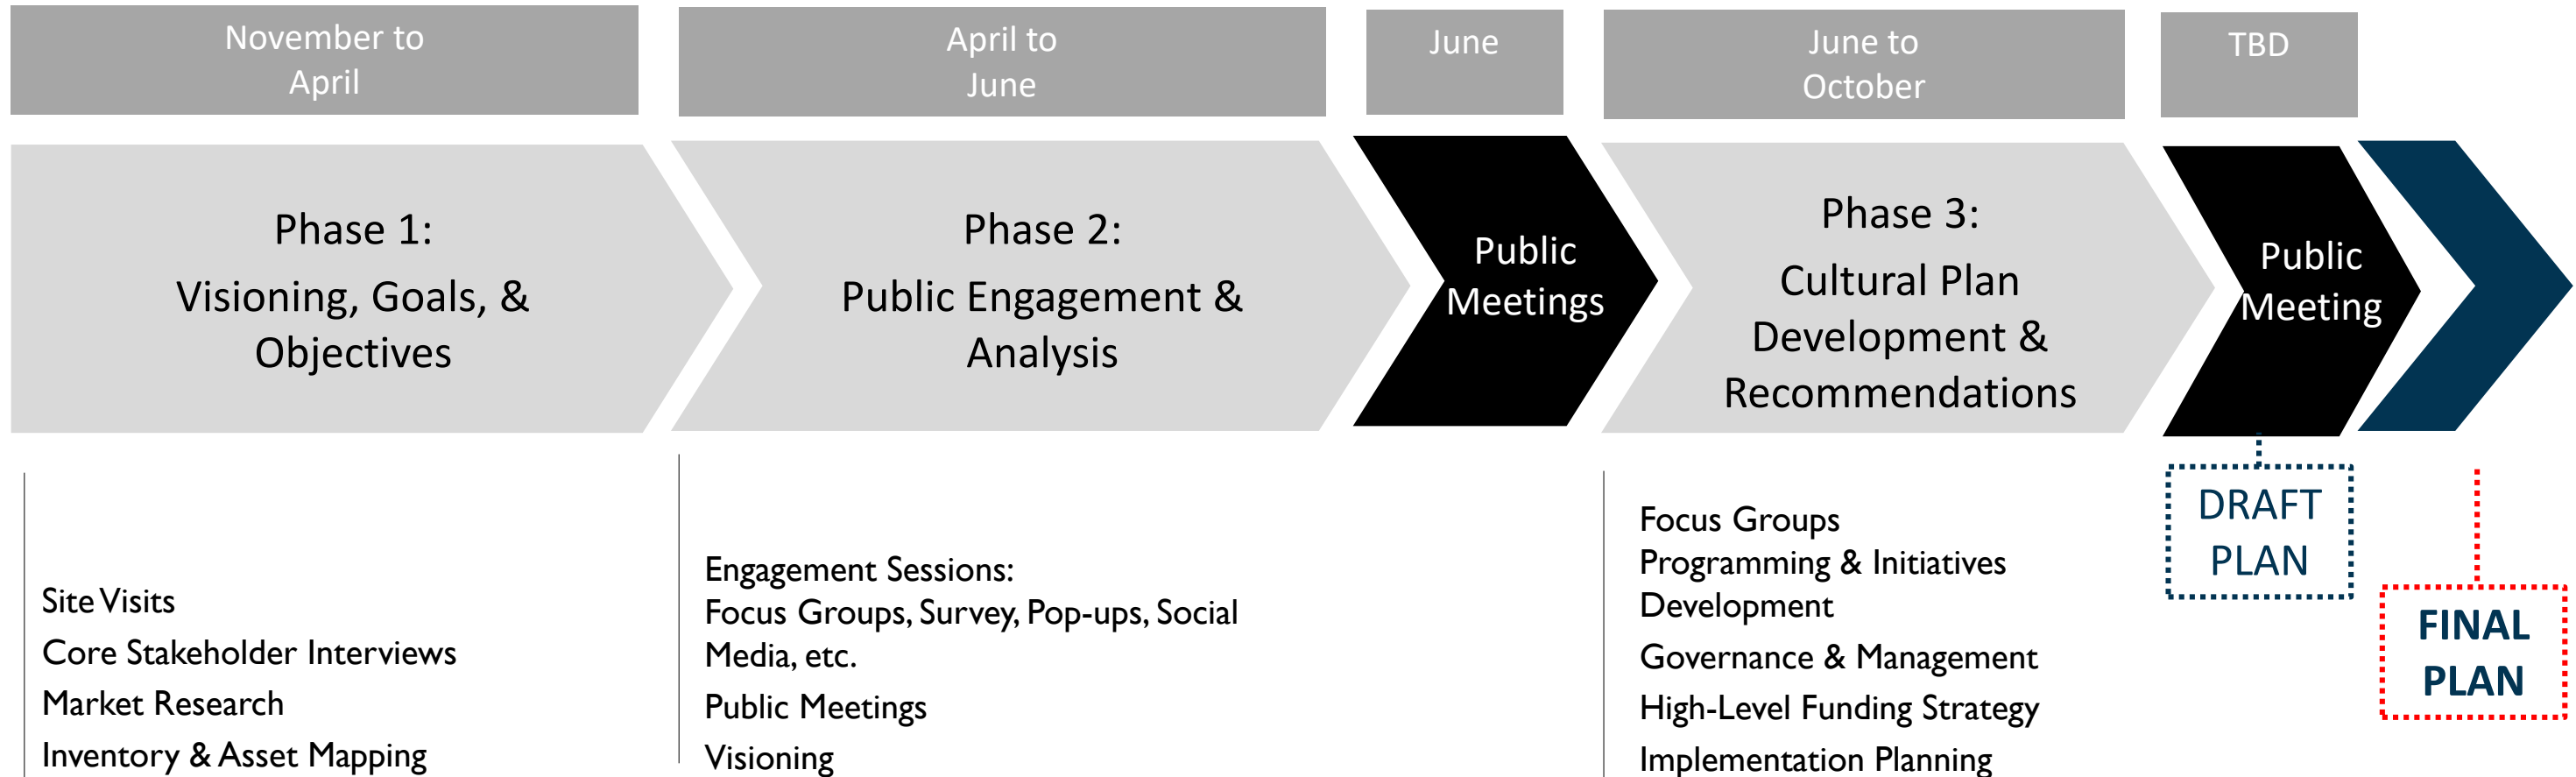 November to
April
April to
June
June
June to
October
TBD
Phase 1:
Visioning, Goals, &
Objectives
Phase 2:
Public Engagement &
Analysis
Public
Meetings
Phase 3:
Cultural Plan
Development &
Recommendations
Public
Meeting
Site Visits
Core Stakeholder Interviews
Market Research
Inventory & Asset Mapping
Engagement Sessions:
Focus Groups, Survey, Pop-ups, Social
Media, etc.
Public Meetings
Visioning
Focus Groups
Programming & Initiatives
Development
Governance & Management
High-Level Funding Strategy
Implementation Planning
DRAFT
PLAN
FINAL
PLAN